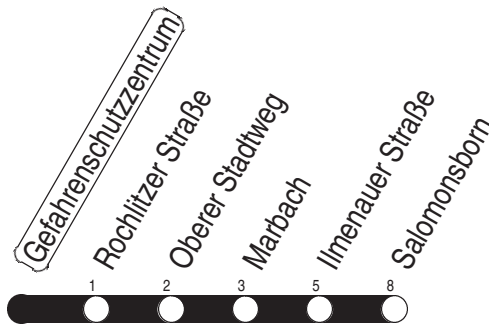 Gefahrenschutzzentrum
Rochlitzer Straße
Oberer Stadtweg
Marbach
Ilmenauer Straße
Salomonsborn
1 2 3 5 8